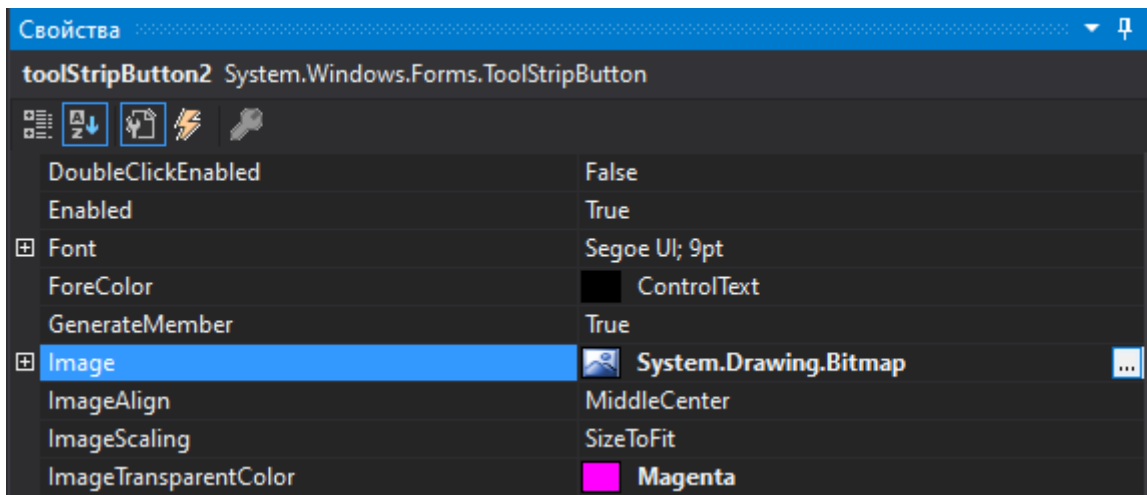 Свойства
toolStripButton2 System.Windows.Forms.ToolStripButton
DoubleClickEnabled False
Enabled True
Font Segoe UI; 9pt
ForeColor ControlText
GenerateMember True
Image System.Drawing.Bitmap ...
ImageAlign MiddleCenter
ImageScaling SizeToFit
ImageTransparentColor Magenta